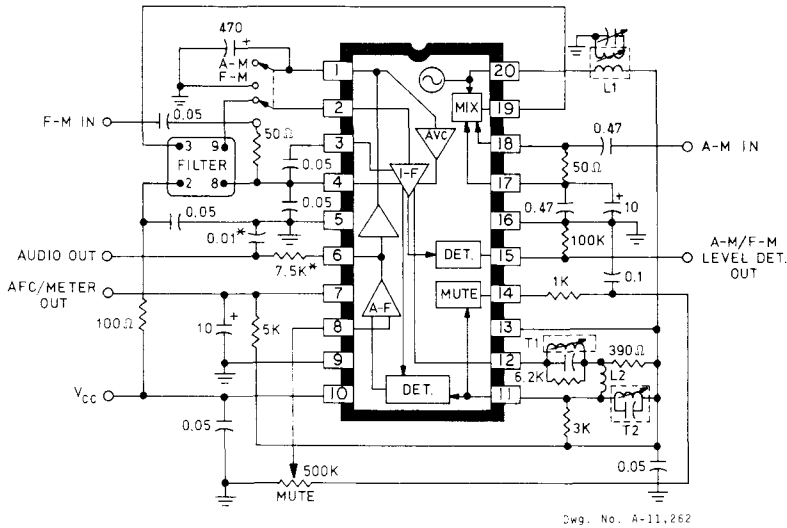 470
+
A-M
F-M
F-M IN
0.05
50Ω
3 9
FILTER
2 8
0.05
0.05
0.05
0.01*
AUDIO OUT
7.5K*
AFC/METER
OUT
100Ω
10
+
5K
VCC
0.05
500K
MUTE
1
2
3
4
5
6
7
8
9
10
20
19
18
17
16
15
14
13
12
11
MIX
AVC
I-F
DET.
MUTE
A-F
DET.
L1
0.47
A-M IN
50Ω
0.47
+
10
100K
A-M/F-M
LEVEL DET.
OUT
0.1
1K
T1
390Ω
6.2K
L2
T2
3K
0.05
Dwg. No. A-11,262